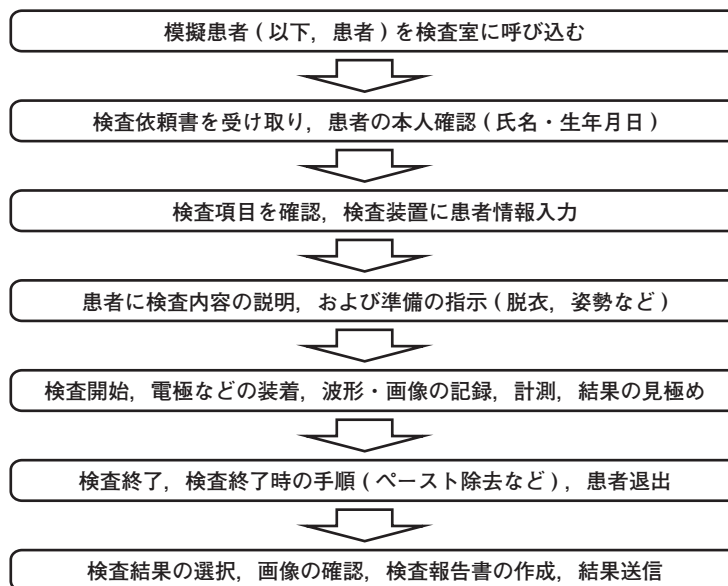 模擬患者 ( 以下，患者 ) を検査室に呼び込む
検査依頼書を受け取り，患者の本人確認 ( 氏名・生年月日 )
検査項目を確認，検査装置に患者情報入力
患者に検査内容の説明，および準備の指示 ( 脱衣，姿勢など )
検査開始，電極などの装着，波形・画像の記録，計測，結果の見極め
検査終了，検査終了時の手順 ( ペースト除去など )，患者退出
検査結果の選択，画像の確認，検査報告書の作成，結果送信